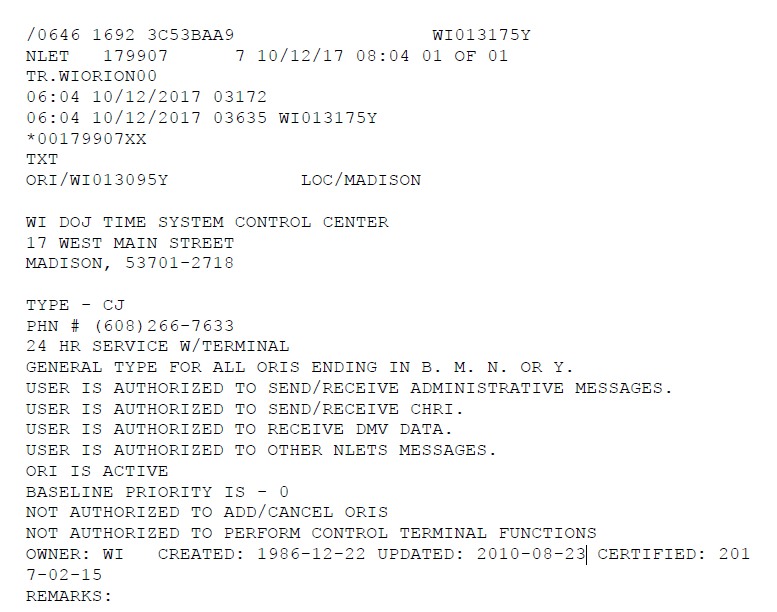 /0646 1692 3C53BAA9 WI013175Y
NLET 179907 7 10/12/17 08:04 01 OF 01
TR.WIORION00
06:04 10/12/2017 03172
06:04 10/12/2017 03635 WI013175Y
*00179907XX
TXT
ORI/WI013095Y LOC/MADISON
WI DOJ TIME SYSTEM CONTROL CENTER
17 WEST MAIN STREET
MADISON, 53701-2718
TYPE - CJ
PHN # (608)266-7633
24 HR SERVICE W/TERMINAL
GENERAL TYPE FOR ALL ORIS ENDING IN B. M. N. OR Y.
USER IS AUTHORIZED TO SEND/RECEIVE ADMINISTRATIVE MESSAGES.
USER IS AUTHORIZED TO SEND/RECEIVE CHRI.
USER IS AUTHORIZED TO RECEIVE DMV DATA.
USER IS AUTHORIZED TO OTHER NLETS MESSAGES.
ORI IS ACTIVE
BASELINE PRIORITY IS - 0
NOT AUTHORIZED TO ADD/CANCEL ORIS
NOT AUTHORIZED TO PERFORM CONTROL TERMINAL FUNCTIONS
OWNER: WI CREATED: 1986-12-22 UPDATED: 2010-08-23 CERTIFIED: 201
7-02-15
REMARKS: